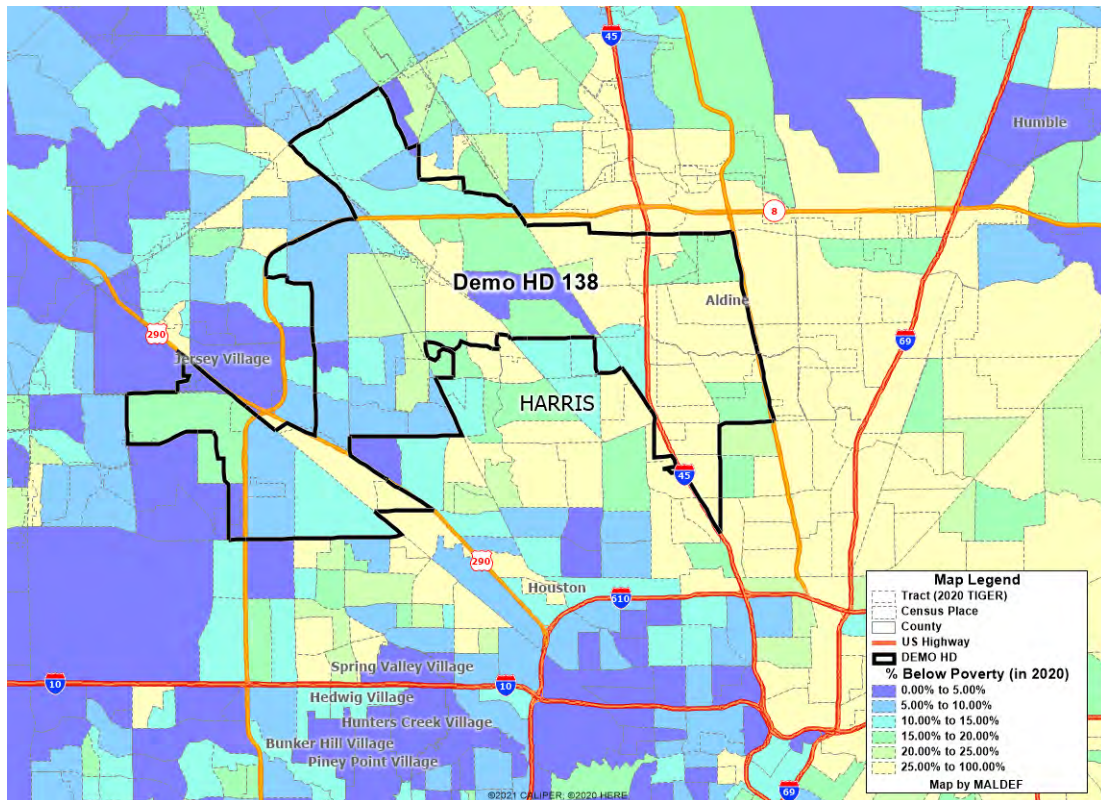 45
Humble
8
Demo HD 138
Aldine
290
69
Jersey Village
HARRIS
45
290
Houston
610
Spring Valley Village
10
10
Hedwig Village
Hunters Creek Village
Bunker Hill Village
Piney Point Village
69
Map Legend
Tract (2020 TIGER)
Census Place
County
US Highway
DEMO HD
% Below Poverty (in 2020)
0.00% to 5.00%
5.00% to 10.00%
10.00% to 15.00%
15.00% to 20.00%
20.00% to 25.00%
25.00% to 100.00%
Map by MALDEF
©2021 CALIPER; ©2020 HERE